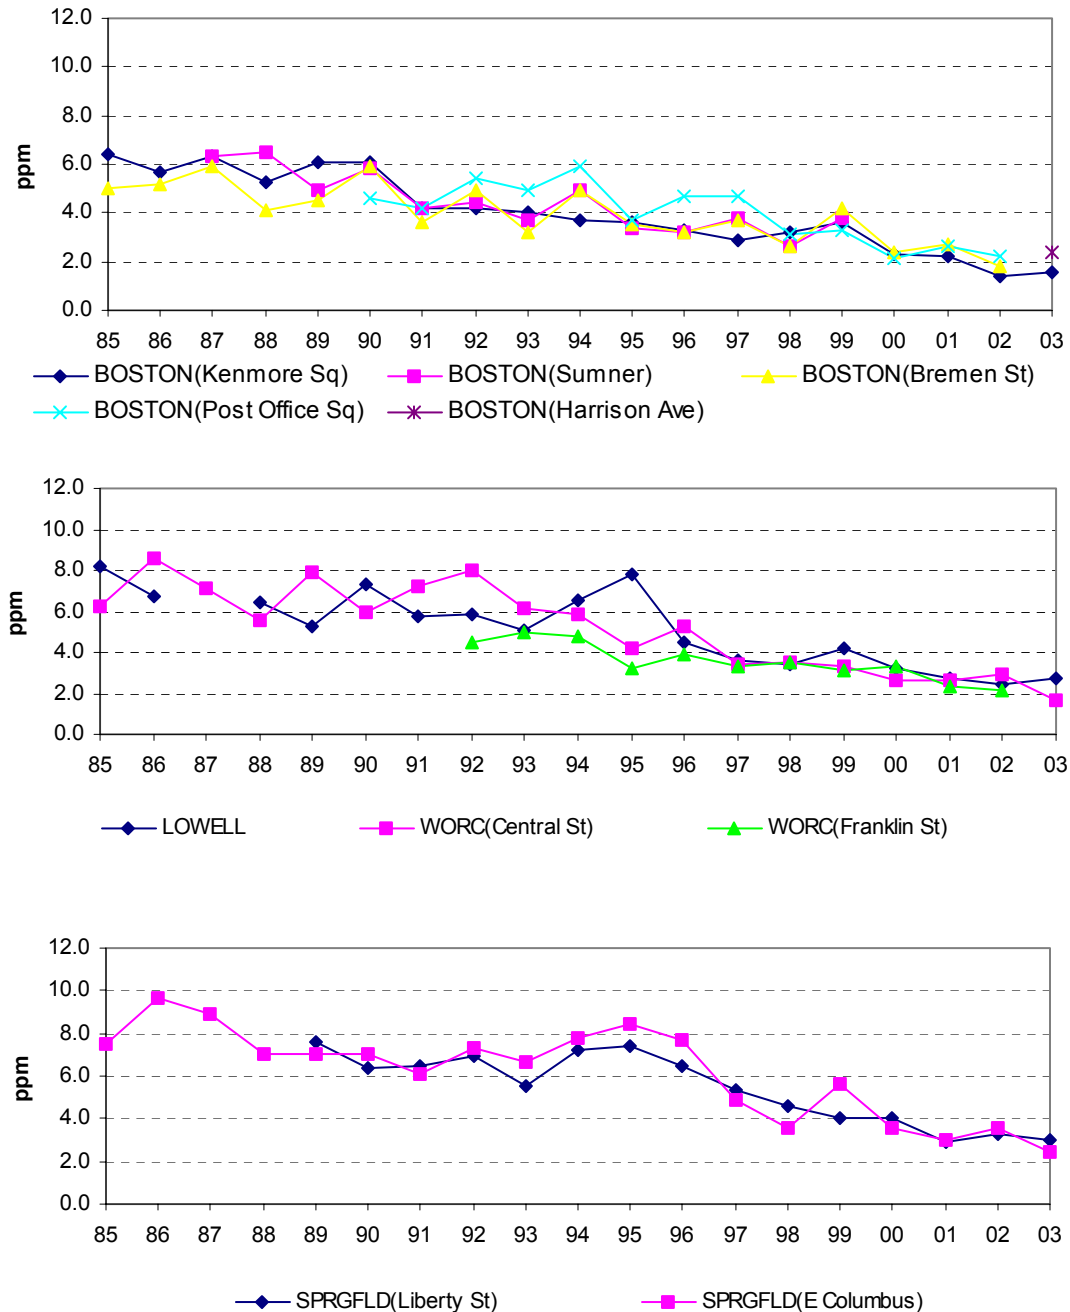 12.0
10.0
8.0
6.0
4.0
2.0
0.0
ppm
85 86 87 88 89 90 91 92 93 94 95 96 97 98 99 00 01 02 03
BOSTON(Kenmore Sq) BOSTON(Sumner) BOSTON(Bremen St)
BOSTON(Post Office Sq) BOSTON(Harrison Ave)
12.0
10.0
8.0
6.0
4.0
2.0
0.0
ppm
85 86 87 88 89 90 91 92 93 94 95 96 97 98 99 00 01 02 03
LOWELL WORC(Central St) WORC(Franklin St)
12.0
10.0
8.0
6.0
4.0
2.0
0.0
ppm
85 86 87 88 89 90 91 92 93 94 95 96 97 98 99 00 01 02 03
SPRGFLD(Liberty St) SPRGFLD(E Columbus)